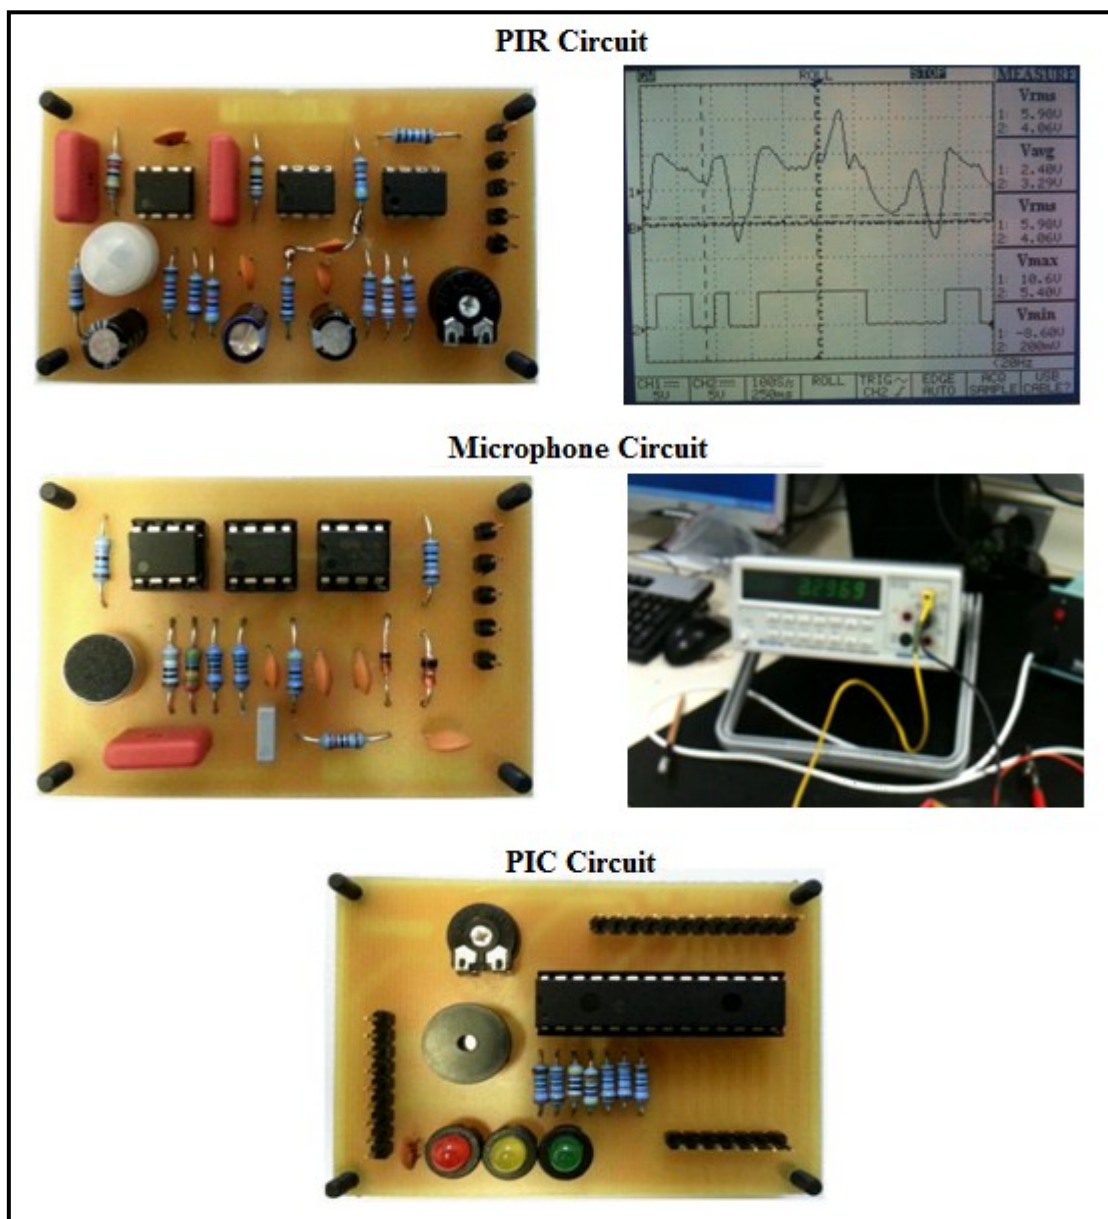 PIR Circuit
ROLL
STOP
MEASURE
Vrms
1: 5.90V
2: 4.06V
Vavg
1: 2.40V
2: 3.29V
Vrms
1: 5.90V
2: 4.06V
Vmax
1: 10.6V
2: 5.40V
Vmin
1: -8.60V
2: 200mV
<20Hz
CH1 CH2 100S/ ROLL TRIG EDGE ACQ USB
5V 5V 250ms CH2 AUTO SAMPLE CABLE?
Microphone Circuit
3.2969
PIC Circuit